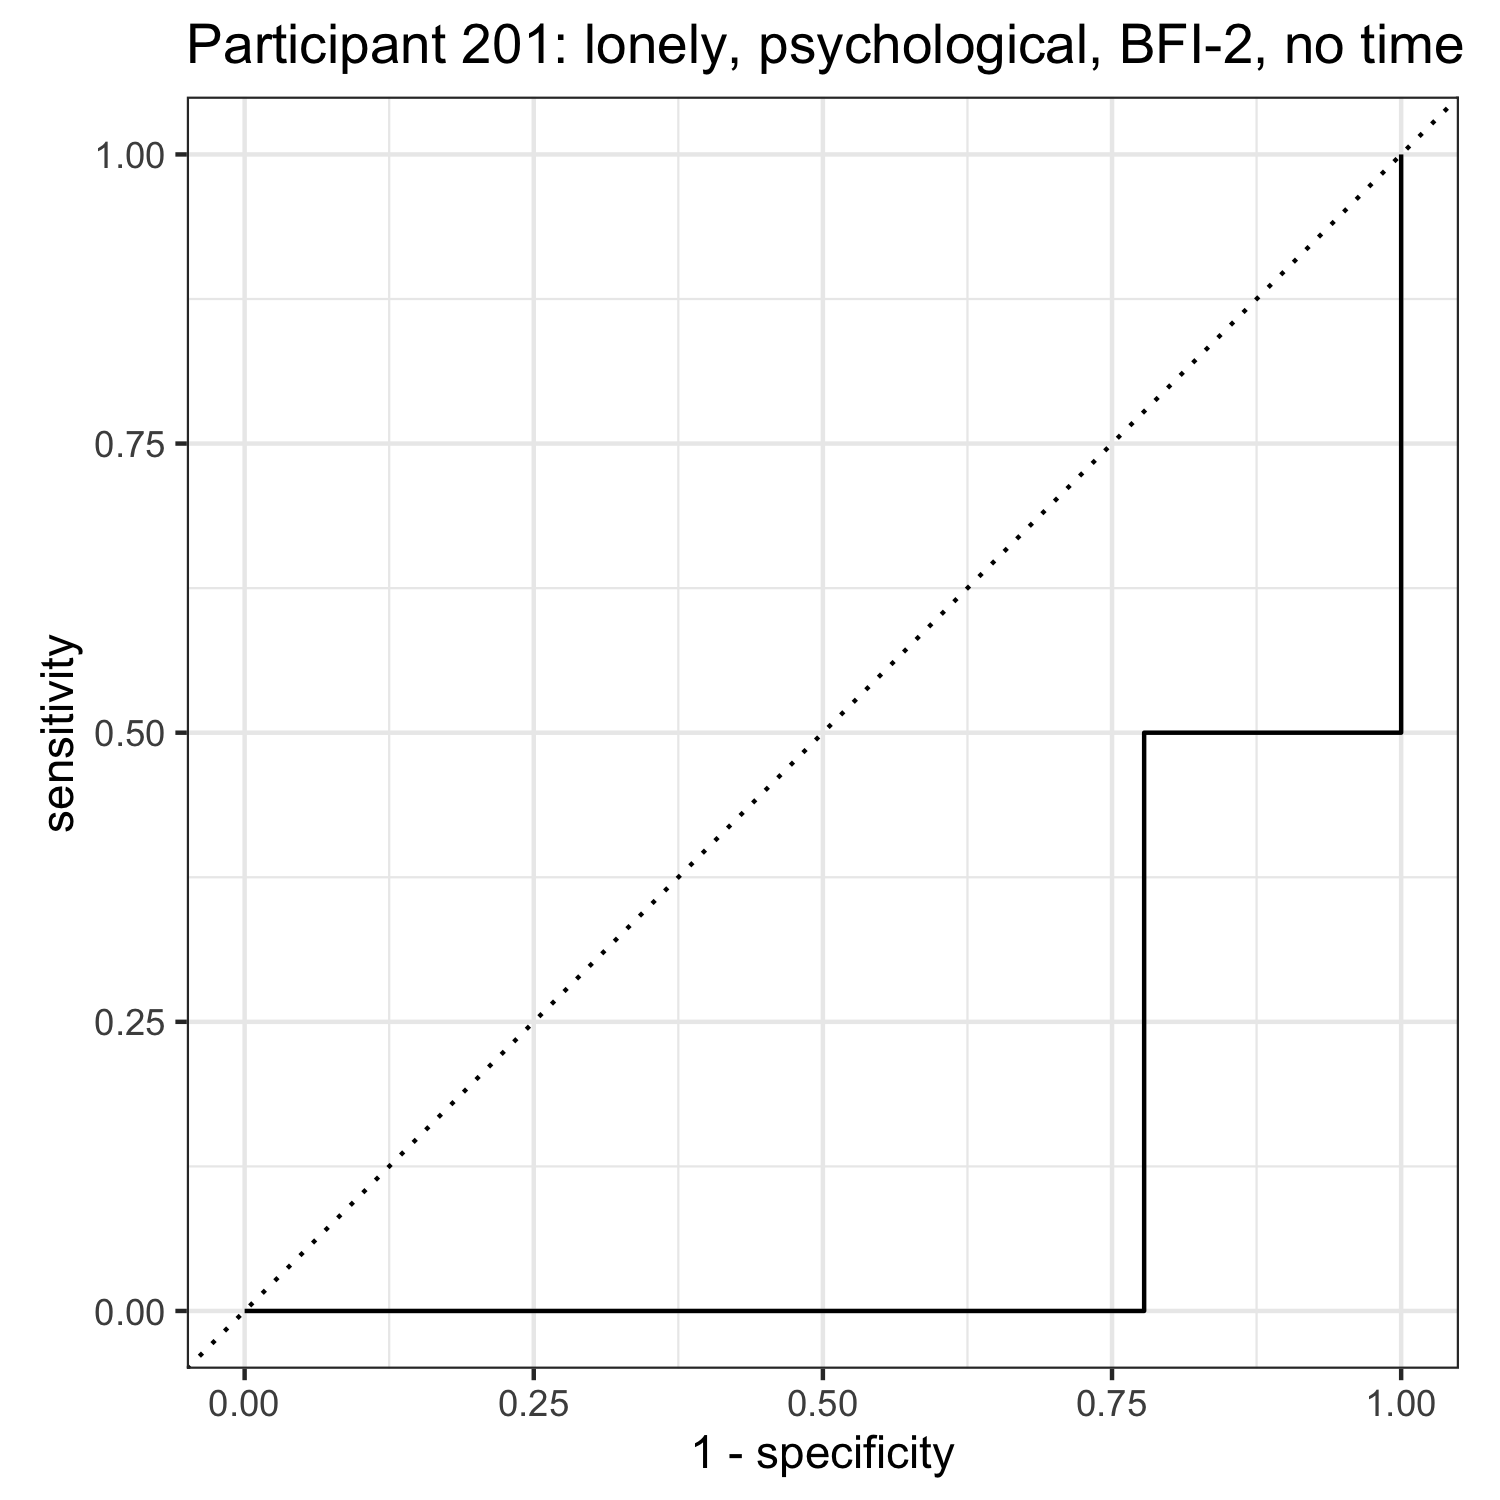 Participant 201: lonely, psychological, BFI-2, no time
1.00
0.75
0.50
0.25
0.00
sensitivity
0.00 0.25 0.50 0.75 1.00
1 - specificity